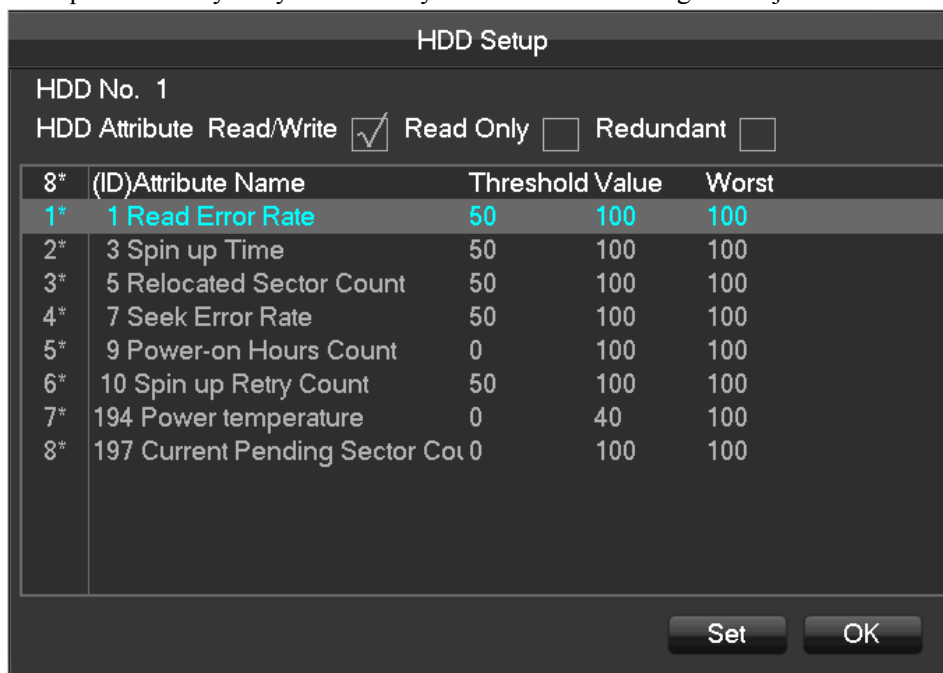 HDD Setup
HDD No. 1
HDD Attribute Read/Write Read Only Redundant
8* (ID)Attribute Name Threshold Value Worst
1* 1 Read Error Rate 50 100 100
2* 3 Spin up Time 50 100 100
3* 5 Relocated Sector Count 50 100 100
4* 7 Seek Error Rate 50 100 100
5* 9 Power-on Hours Count 0 100 100
6* 10 Spin up Retry Count 50 100 100
7* 194 Power temperature 0 40 100
8* 197 Current Pending Sector Cou 0 100 100
Set OK